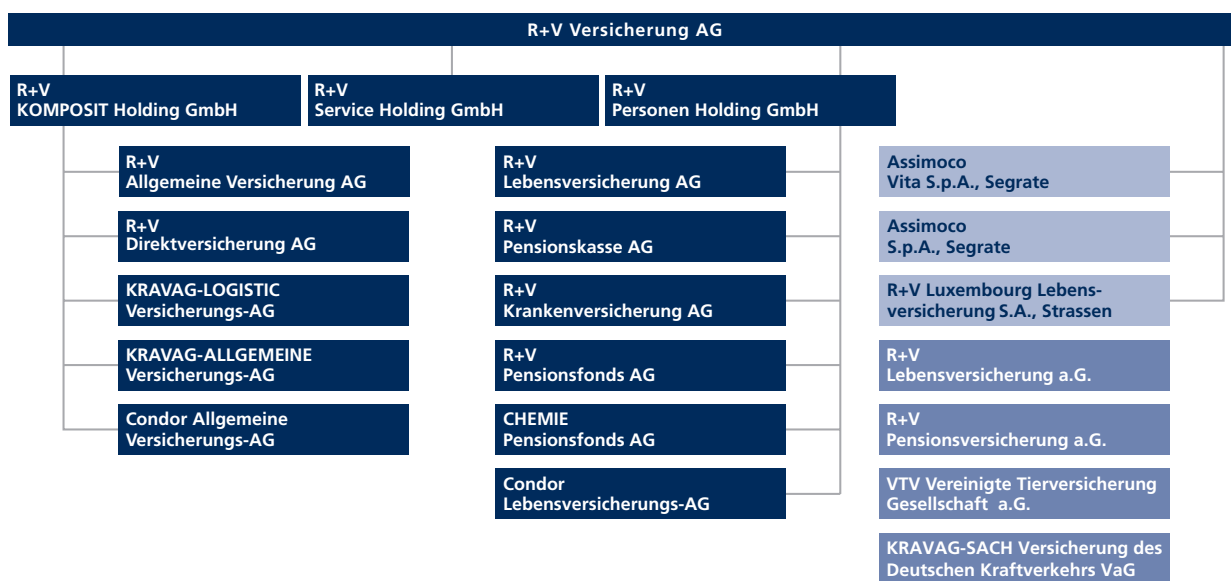 R+V Versicherung AG
R+V
KOMPOSIT Holding GmbH
R+V
Service Holding GmbH
R+V
Personen Holding GmbH
R+V
Allgemeine Versicherung AG
R+V
Direktversicherung AG
KRAVAG-LOGISTIC
Versicherungs-AG
KRAVAG-ALLGEMEINE
Versicherungs-AG
Condor Allgemeine
Versicherungs-AG
R+V
Lebensversicherung AG
R+V
Pensionskasse AG
R+V
Krankenversicherung AG
R+V
Pensionsfonds AG
CHEMIE
Pensionsfonds AG
Condor
Lebensversicherungs-AG
Assimoco
Vita S.p.A., Segrate
Assimoco
S.p.A., Segrate
R+V Luxembourg Lebens-
versicherung S.A., Strassen
R+V
Lebensversicherung a.G.
R+V
Pensionsversicherung a.G.
VTV Vereinigte Tierversicherung
Gesellschaft a.G.
KRAVAG-SACH Versicherung des
Deutschen Kraftverkehrs VaG